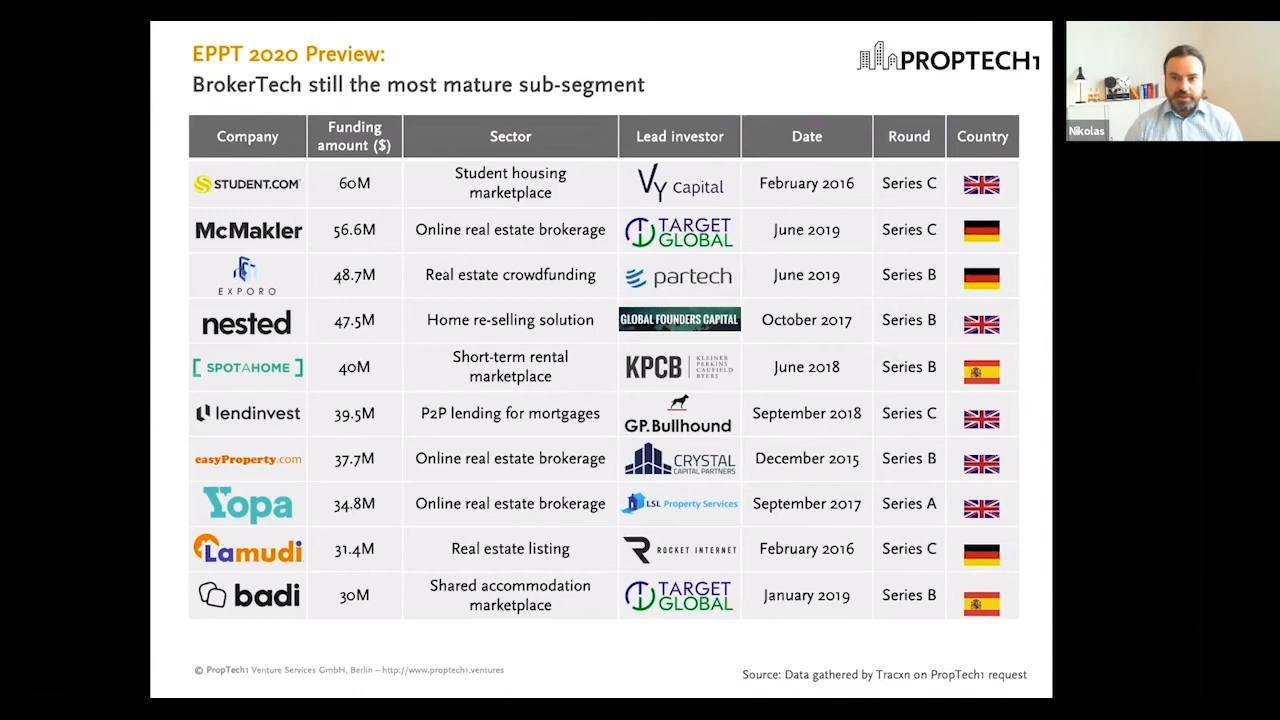 EPPT 2020 Preview:
BrokerTech still the most mature sub-segment
PROPTECH1
Nikolas
Company
Funding amount ($)
Sector
Lead investor
Date
Round
Country
STUDENT.COM
60M
Student housing
marketplace
Vy Capital
February 2016
Series C
McMakler
56.6M
Online real estate brokerage
TARGET
GLOBAL
June 2019
Series C
EXPORO
48.7M
Real estate crowdfunding
partech
June 2019
Series B
nested
47.5M
Home re-selling solution
GLOBAL FOUNDERS CAPITAL
October 2017
Series B
[ SPOTAHOME ]
40M
Short-term rental
marketplace
KPCB
KLEINER
PERKINS
CAUFIELD
BYERS
June 2018
Series B
lendinvest
39.5M
P2P lending for mortgages
GP.Bullhound
September 2018
Series C
easyProperty.com
37.7M
Online real estate brokerage
CRYSTAL
CAPITAL PARTNERS
December 2015
Series B
Yopa
34.8M
Online real estate brokerage
LSL Property Services
September 2017
Series A
Lamudi
31.4M
Real estate listing
ROCKET INTERNET
February 2016
Series C
badi
30M
Shared accommodation
marketplace
TARGET
GLOBAL
January 2019
Series B
© PropTech1 Venture Services GmbH, Berlin – http://www.proptech1.ventures
Source: Data gathered by Tracxn on PropTech1 request